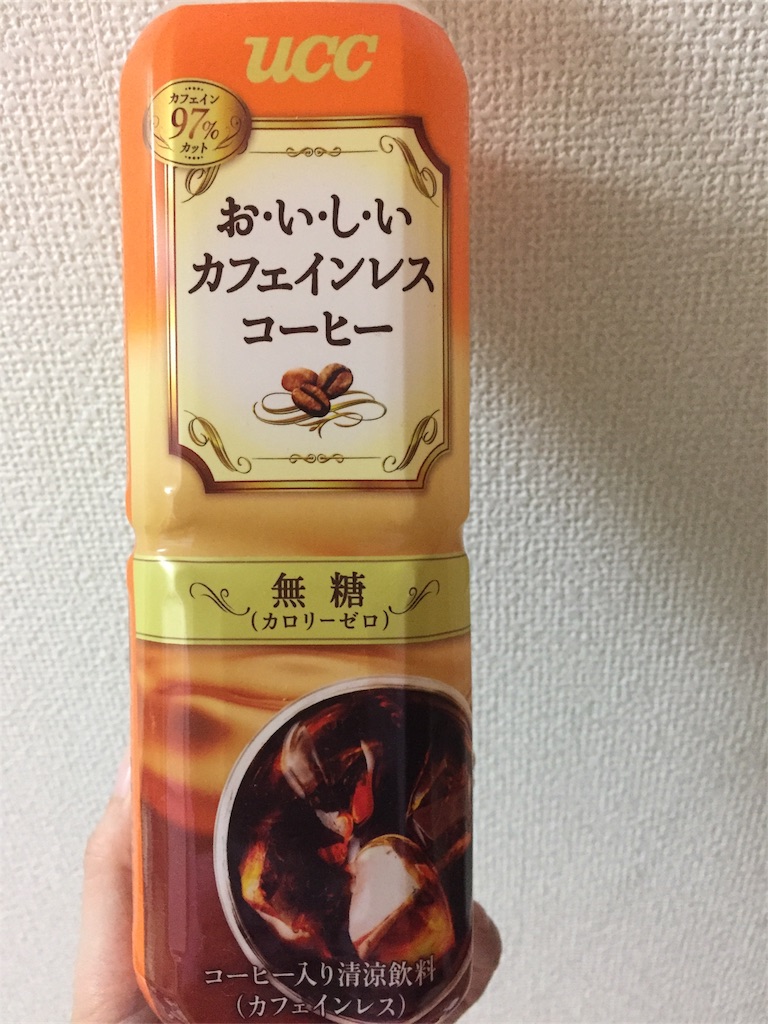 UCC
カフェイン
97%
カット
お・い・し・い
カフェインレス
コーヒー
無糖
(カロリーゼロ)
コーヒー入り清涼飲料
(カフェインレス)